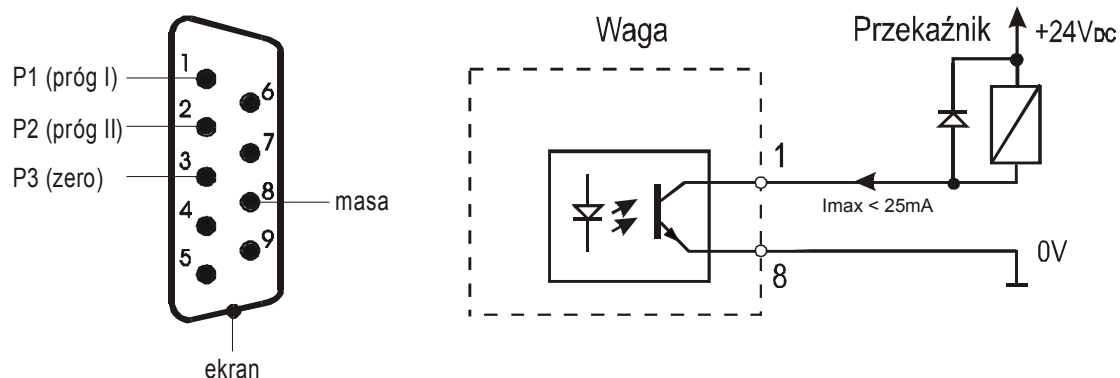 P1 (próg I)
P2 (próg II)
P3 (zero)
1
2
3
4
5
6
7
8
9
masa
ekran
Waga
Przekaźnik
+24VDC
1
Imax < 25mA
8
0V